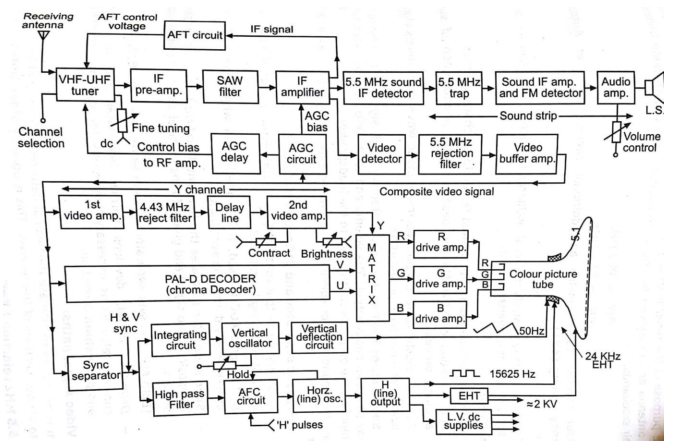 Receiving antenna
AFT control voltage
AFT circuit
IF signal
VHF-UHF tuner
IF pre-amp.
SAW filter
IF amplifier
5.5 MHz sound IF detector
5.5 MHz trap
Sound IF amp. and FM detector
Audio amp.
L.S.
Channel selection
dc
Fine tuning
AGC bias
Sound strip
Volume control
Control bias to RF amp.
AGC delay
AGC circuit
Video detector
5.5 MHz rejection filter
Video buffer amp.
Composite video signal
Y channel
1st video amp.
4.43 MHz reject filter
Delay line
2nd video amp.
Y
Contract
Brightness
MATRIX
R
R drive amp.
G
G drive amp.
B
B drive amp.
R
G
B
Colour picture tube
PAL-D DECODER (chroma Decoder)
V
U
H & V sync
Sync separator
Integrating circuit
Vertical oscillator
Vertical deflection circuit
50Hz
Hold
High pass Filter
AFC circuit
Horz. (line) osc.
H (line) output
15625 Hz
24 KHz EHT
EHT
≈2 KV
L.V. dc supplies
'H' pulses